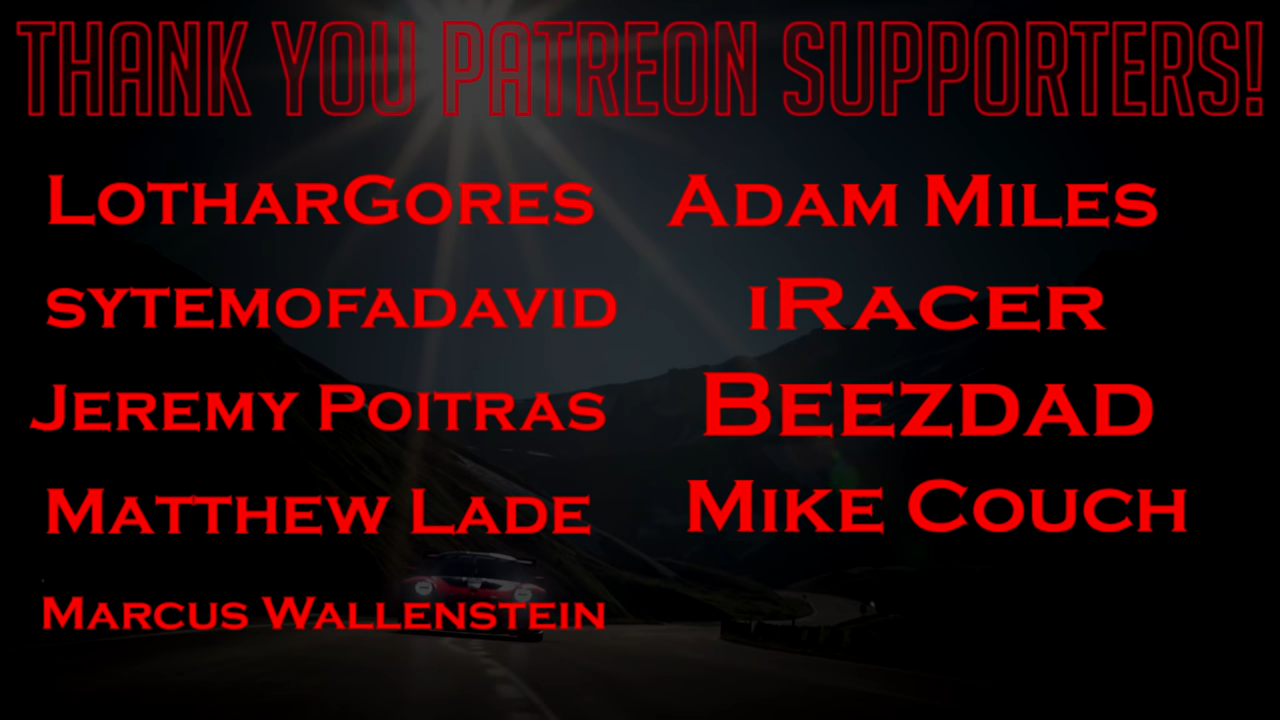 THANK YOU PATREON SUPPORTERS!
LOTHARGORES
SYTEMOFADAVID
JEREMY POITRAS
MATTHEW LADE
MARCUS WALLENSTEIN
ADAM MILES
IRACER
BEEZDAD
MIKE COUCH